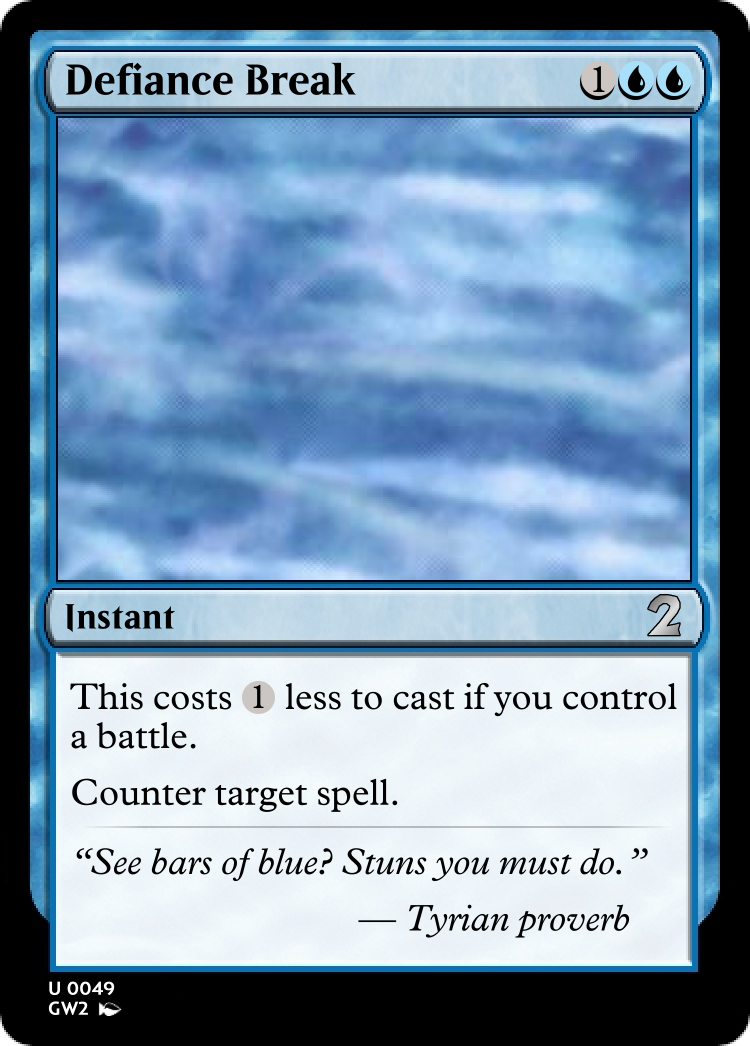 Defiance Break 1
Instant 2
This costs 1 less to cast if you control
a battle.
Counter target spell.
“See bars of blue? Stuns you must do.”
— Tyrian proverb
U 0049
GW2